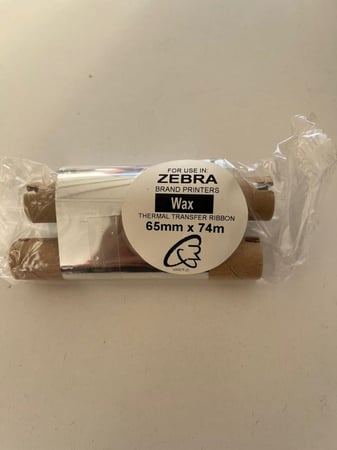 FOR USE IN:
ZEBRA
BRAND PRINTERS
Wax
THERMAL TRANSFER RIBBON
65mm x 74m